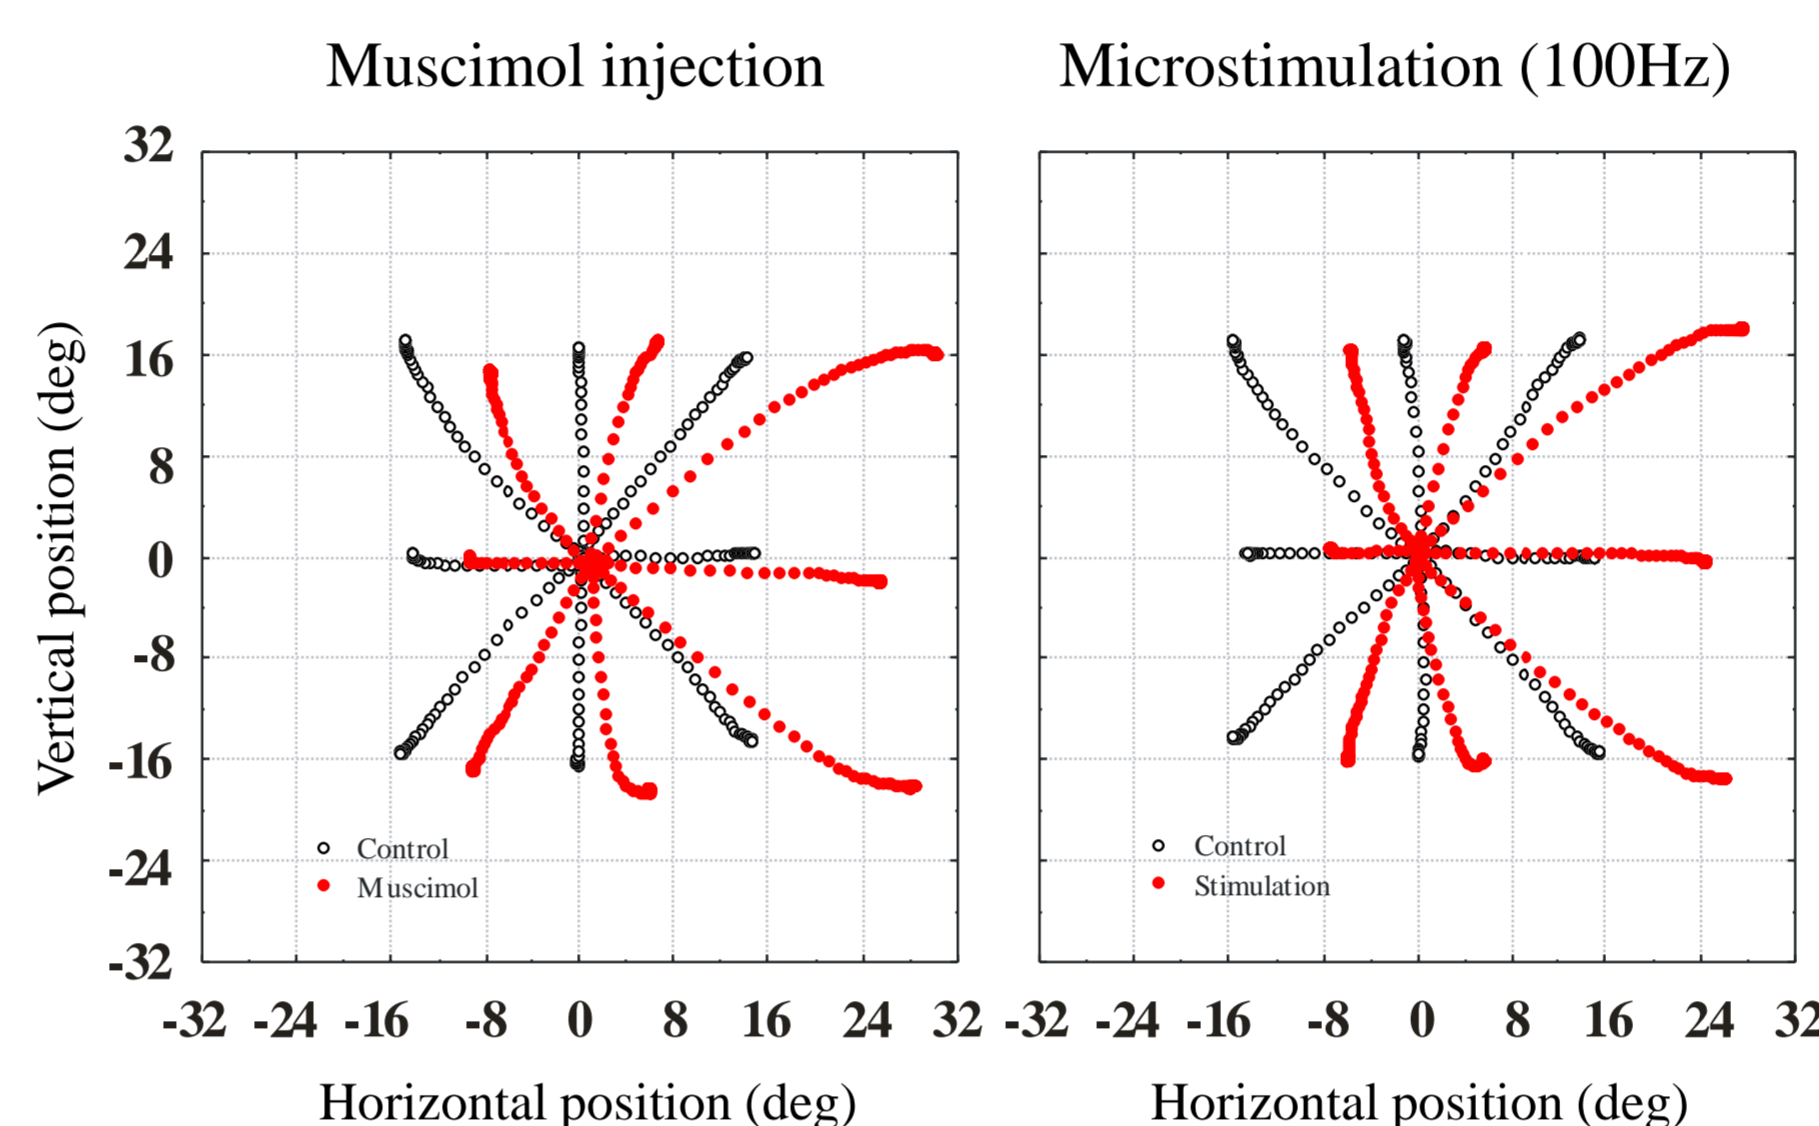 Muscimol injection
Microstimulation (100Hz)
Vertical position (deg)
32
24
16
8
0
-8
-16
-24
-32
Control
Muscimol
Control
Stimulation
-32 -24 -16 -8 0 8 16 24 32
-32 -24 -16 -8 0 8 16 24 32
Horizontal position (deg)
Horizontal position (deg)